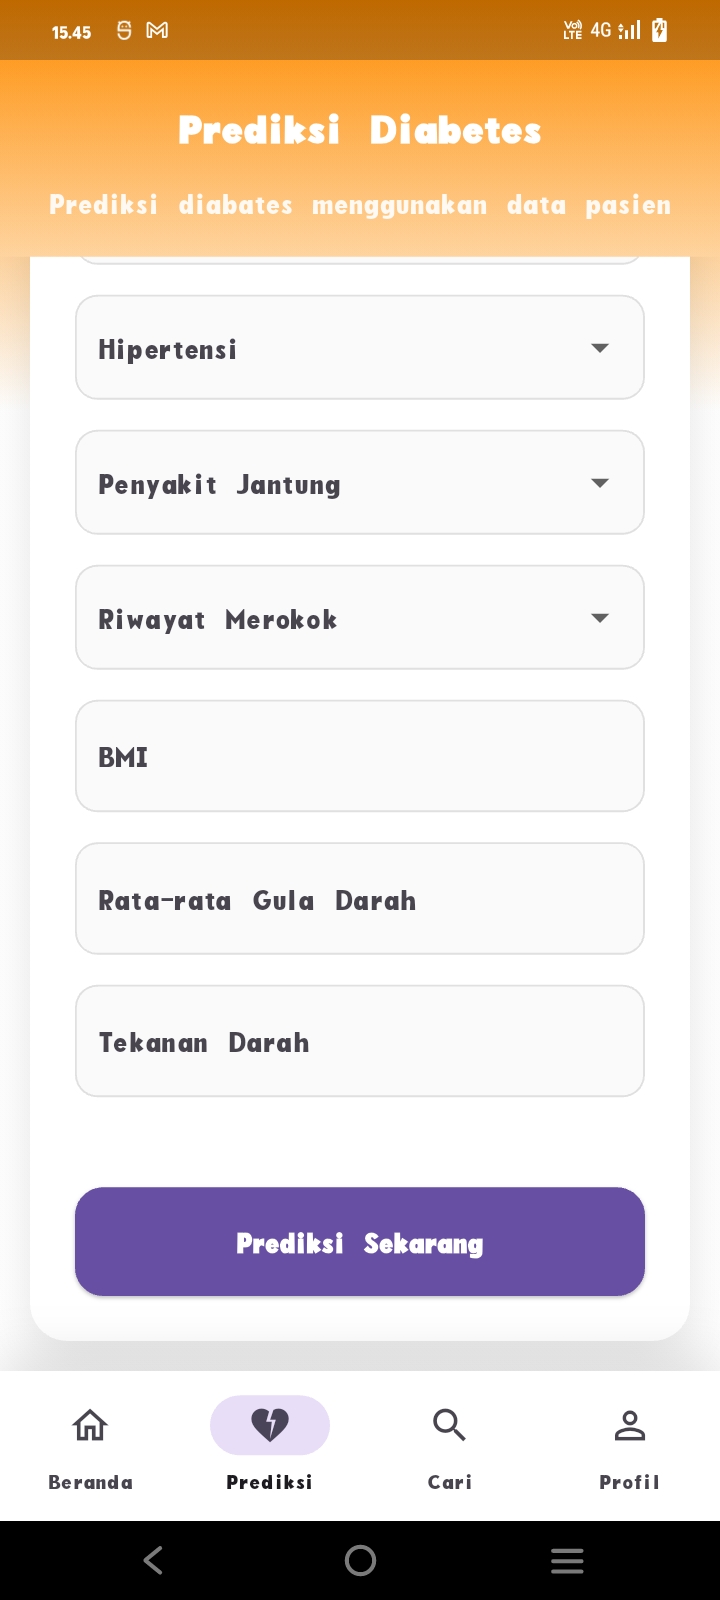 15.45
Vo)) LTE 4G
Prediksi Diabetes
Prediksi diabates menggunakan data pasien
Hipertensi
Penyakit Jantung
Riwayat Merokok
BMI
Rata-rata Gula Darah
Tekanan Darah
Prediksi Sekarang
Beranda Prediksi Cari Profil